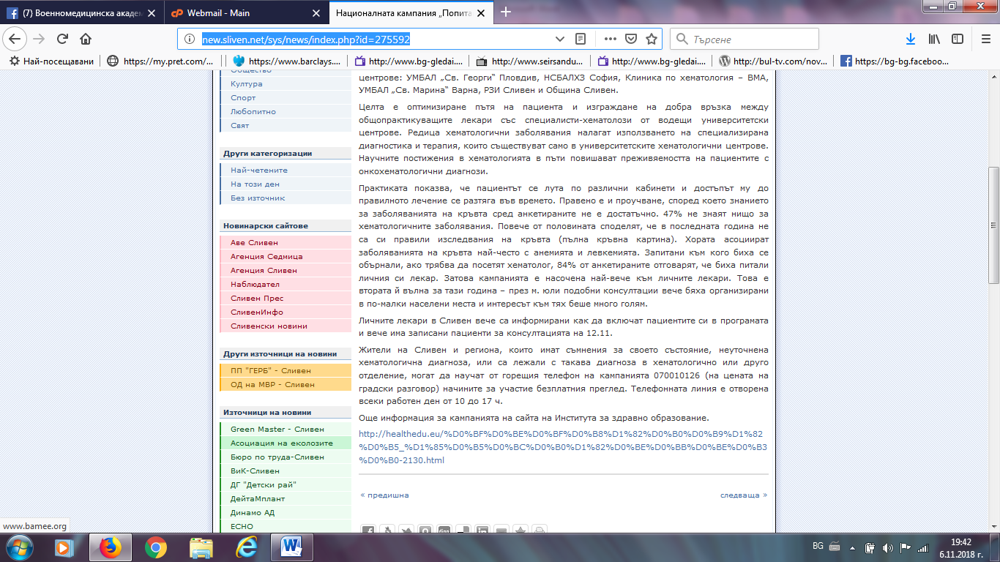 (7) Военномедицинска акаде
Webmail - Main
Националната кампания „Попита
new.sliven.net/sys/news/index.php?id=275592
Търсене
Най-посещавани
https://my.pret.com/...
https://www.barclays....
http://www.bg-gledai....
http://www.seirsandu...
http://www.bg-gledai....
http://bul-tv.com/nov...
https://bg-bg.faceboo...
Общество
Култура
Спорт
Любопитно
Свят
Други категоризации
Най-четените
На този ден
Без източник
Новинарски сайтове
Аве Сливен
Агенция Седмица
Агенция Сливен
Наблюдател
Сливен Прес
СливенИнфо
Сливенски новини
Други източници на новини
ПП "ГЕРБ" - Сливен
ОД на МВР - Сливен
Източници на новини
Green Master - Сливен
Асоциация на еколозите
Бюро по труда-Сливен
ВиК-Сливен
ДГ "Детски рай"
ДейтаМплант
Динамо АД
ЕСНО
центрове: УМБАЛ „Св. Георги“ Пловдив, НСБАЛХЗ София, Клиника по хематология – ВМА,
УМБАЛ „Св. Марина“ Варна, РЗИ Сливен и Община Сливен.
Целта е оптимизиране пътя на пациента и изграждане на добра връзка между
общопрактикуващите лекари със специалисти-хематолози от водещи университетски
центрове. Редица хематологични заболявания налагат използването на специализирана
диагностика и терапия, които съществуват само в университетските хематологични центрове.
Научните постижения в хематологията в пъти повишават преживяемостта на пациентите с
онкохематологични диагнози.
Практиката показва, че пациентът се лута по различни кабинети и достъпът му до
правилното лечение се разтяга във времето. Правено е и проучване, според което знанието
за заболяванията на кръвта сред анкетираните не е достатъчно. 47% не знаят нищо за
хематологичните заболявания. Повече от половината споделят, че в последната година не
са си правили изследвания на кръвта (пълна кръвна картина). Хората асоциират
заболяванията на кръвта най-често с анемията и левкемията. Запитани към кого биха се
обърнали, ако трябва да посетят хематолог, 84% от анкетираните отговарят, че биха питали
личния си лекар. Затова кампанията е насочена най-вече към личните лекари. Това е
втората й вълна за тази година – през м. юли подобни консултации вече бяха организирани
в по-малки населени места и интересът към тях беше много голям.
Личните лекари в Сливен вече са информирани как да включат пациентите си в програмата
и вече има записани пациенти за консултацията на 12.11.
Жители на Сливен и региона, които имат съмнения за своето състояние, неуточнена
хематологична диагноза, или са лежали с такава диагноза в хематологично или друго
отделение, могат да научат от горещия телефон на кампанията 070010126 (на цената на
градски разговор) начините за участие безплатния преглед. Телефонната линия е отворена
всеки работен ден от 10 до 17 ч.
Още информация за кампанията на сайта на Института за здравно образование.
http://healthedu.eu/%D0%BF%D0%BE%D0%BF%D0%B8%D1%82%D0%B0%D0%B9%D1%82
%D0%B5_%D1%85%D0%B5%D0%BC%D0%B0%D1%82%D0%BE%D0%BB%D0%BE%D0%B3
%D0%B0-2130.html
« предишна
следваща »
www.bamee.org
BG
19:42
6.11.2018 г.